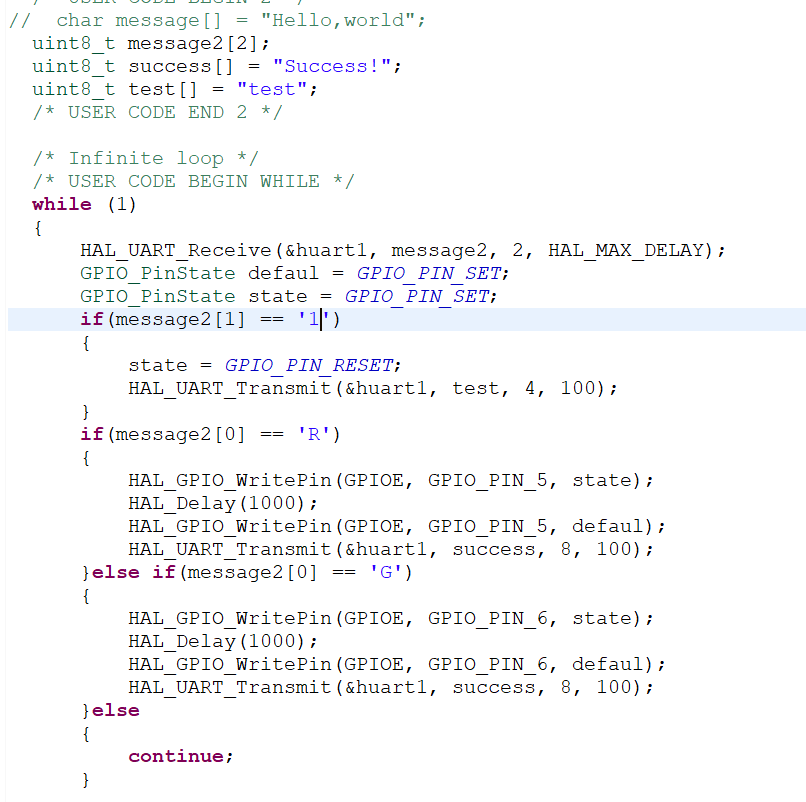 /* USER CODE BEGIN 2 */
//  char message[] = "Hello,world";
  uint8_t message2[2];
  uint8_t success[] = "Success!";
  uint8_t test[] = "test";
  /* USER CODE END 2 */

  /* Infinite loop */
  /* USER CODE BEGIN WHILE */
  while (1)
  {
      HAL_UART_Receive(&huart1, message2, 2, HAL_MAX_DELAY);
      GPIO_PinState defaul = GPIO_PIN_SET;
      GPIO_PinState state = GPIO_PIN_SET;
      if(message2[1] == '1')
      {
          state = GPIO_PIN_RESET;
          HAL_UART_Transmit(&huart1, test, 4, 100);
      }
      if(message2[0] == 'R')
      {
          HAL_GPIO_WritePin(GPIOE, GPIO_PIN_5, state);
          HAL_Delay(1000);
          HAL_GPIO_WritePin(GPIOE, GPIO_PIN_5, defaul);
          HAL_UART_Transmit(&huart1, success, 8, 100);
      }else if(message2[0] == 'G')
      {
          HAL_GPIO_WritePin(GPIOE, GPIO_PIN_6, state);
          HAL_Delay(1000);
          HAL_GPIO_WritePin(GPIOE, GPIO_PIN_6, defaul);
          HAL_UART_Transmit(&huart1, success, 8, 100);
      }else
      {
          continue;
      }